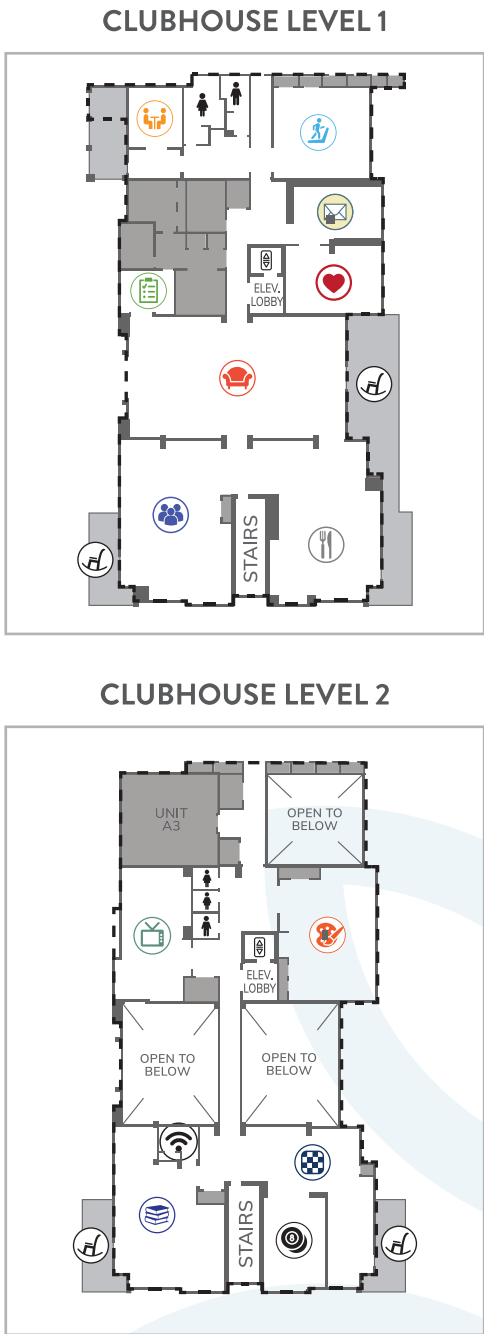 CLUBHOUSE LEVEL 1
ELEV.
LOBBY
STAIRS
CLUBHOUSE LEVEL 2
UNIT
A3
OPEN TO
BELOW
ELEV.
LOBBY
OPEN TO
BELOW
OPEN TO
BELOW
STAIRS
8